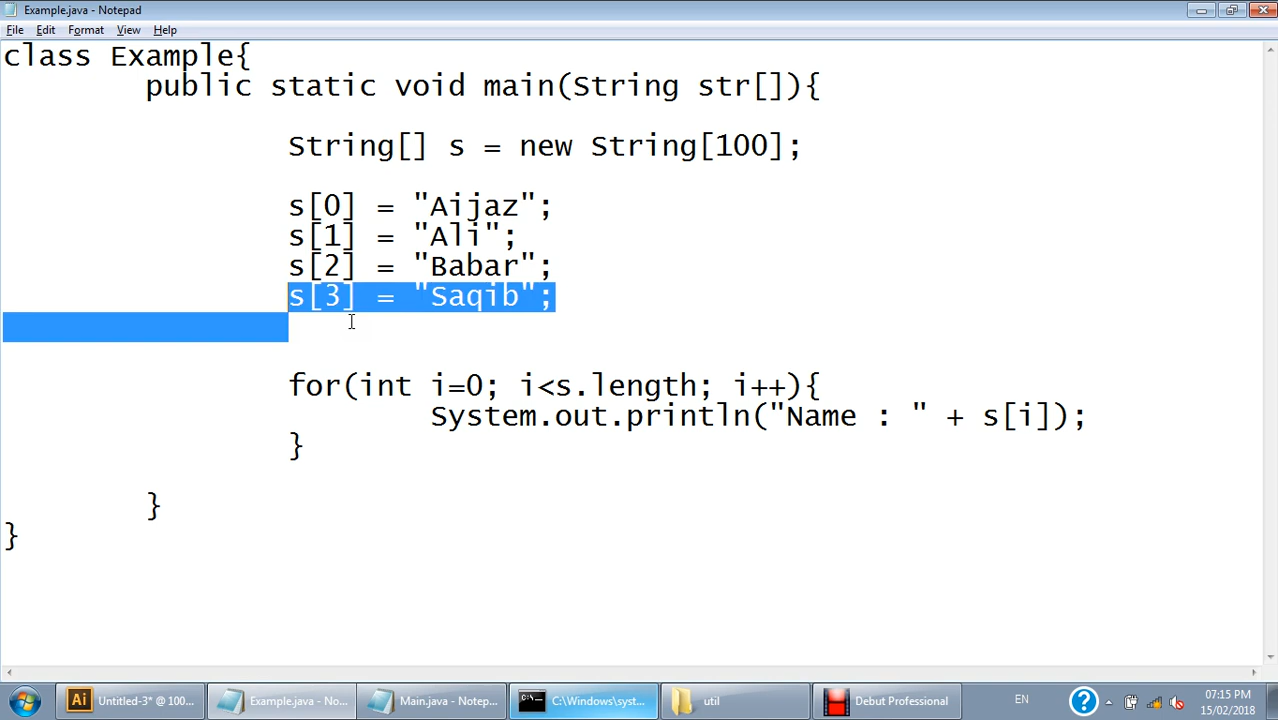 Example.java - Notepad
File Edit Format View Help
class Example{
public static void main(String str[]){
String[] s = new String[100];
s[0] = "Aijaz";
s[1] = "Ali";
s[2] = "Babar";
s[3] = "Saqib";
for(int i=0; i<s.length; i++){
System.out.println("Name : " + s[i]);
}
}
}
Ai Untitled-3* @ 100... Example.java - No... Main.java - Notep... C:\Windows\syst... util Debut Professional EN ? 07:15 PM
15/02/2018